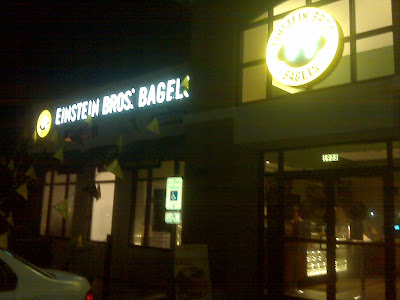 EINSTEIN BROS.' BAGELS
EINSTEIN BROS.
BAGELS